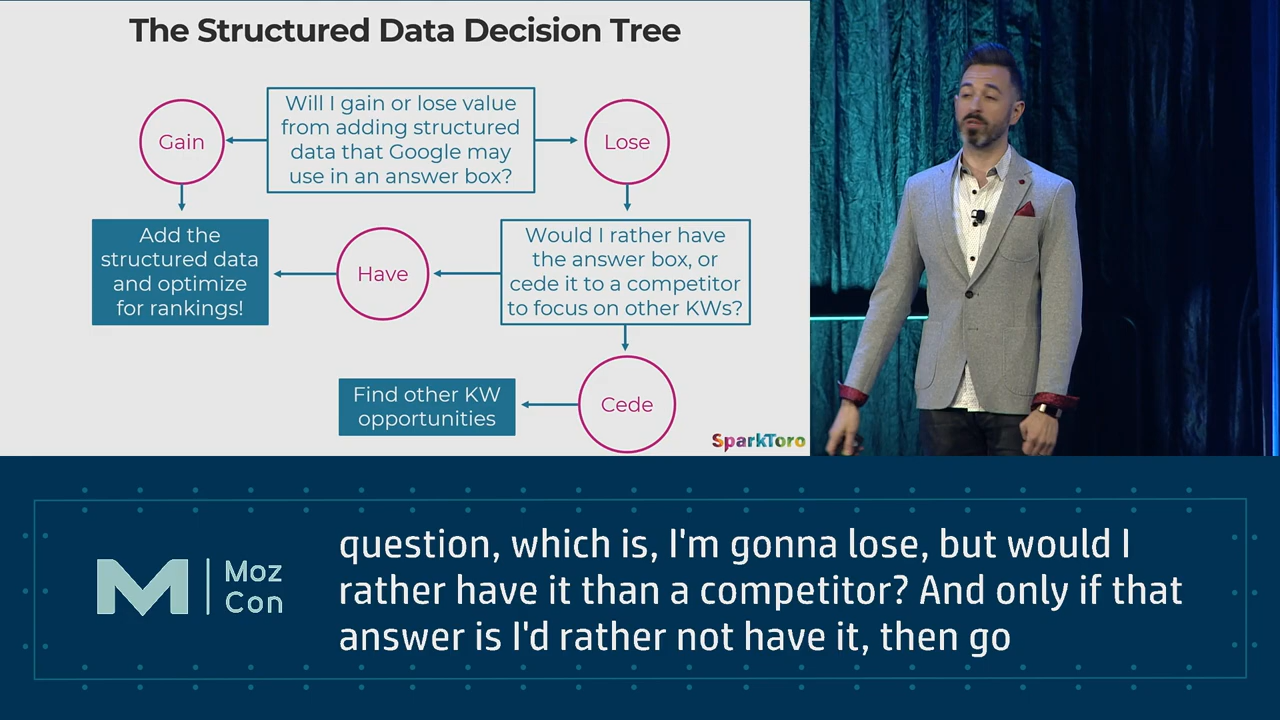 The Structured Data Decision Tree
Will I gain or lose value
from adding structured
data that Google may
use in an answer box?
Gain
Lose
Add the
structured data
and optimize
for rankings!
Have
Would I rather have
the answer box, or
cede it to a competitor
to focus on other KWs?
Find other KW
opportunities
Cede
SparkToro
Moz
Con
question, which is, I'm gonna lose, but would I
rather have it than a competitor? And only if that
answer is I'd rather not have it, then go